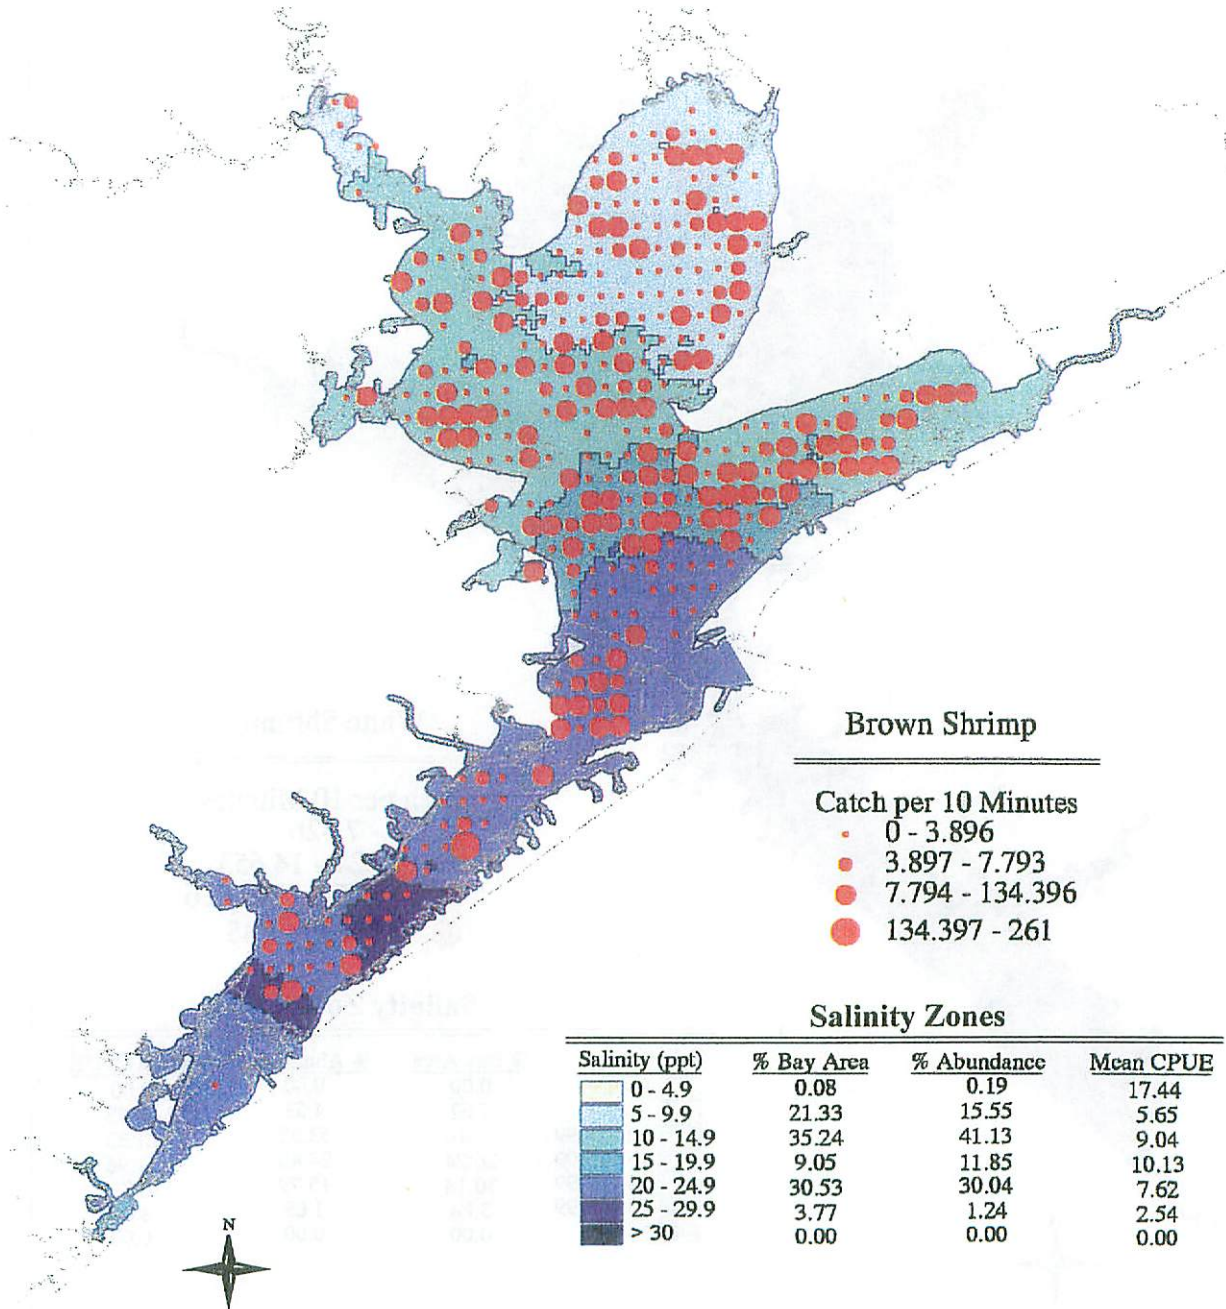 Brown Shrimp
Catch per 10 Minutes
0 - 3.896
3.897 - 7.793
7.794 - 134.396
134.397 - 261
Salinity Zones
Salinity (ppt) % Bay Area % Abundance Mean CPUE
0 - 4.9 0.08 0.19 17.44
5 - 9.9 21.33 15.55 5.65
10 - 14.9 35.24 41.13 9.04
15 - 19.9 9.05 11.85 10.13
20 - 24.9 30.53 30.04 7.62
25 - 29.9 3.77 1.24 2.54
> 30 0.00 0.00 0.00
N